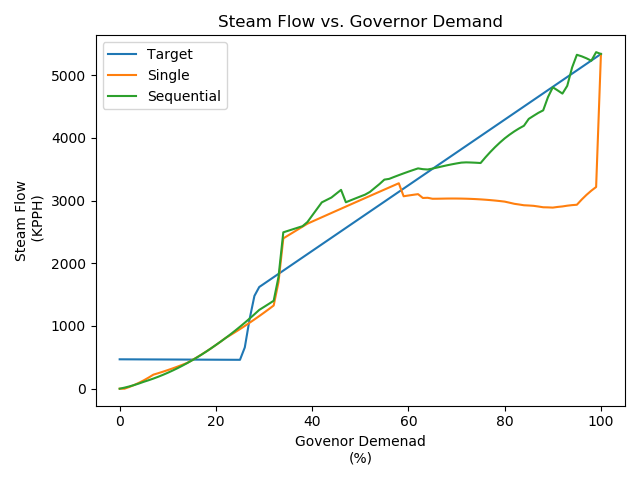 Steam Flow vs. Governor Demand
Target
Single
Sequential
Steam Flow
(KPPH)
5000
4000
3000
2000
1000
0
0
20
40
60
80
100
Govenor Demenad
(%)